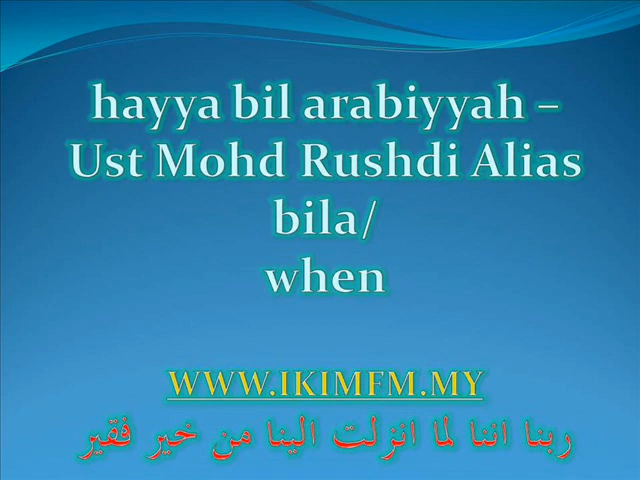 hayya bil arabiyyah –
Ust Mohd Rushdi Alias
bila/
when
WWW.IKIMFM.MY
ربنا اننا لما انزلت الينا من خير فقير